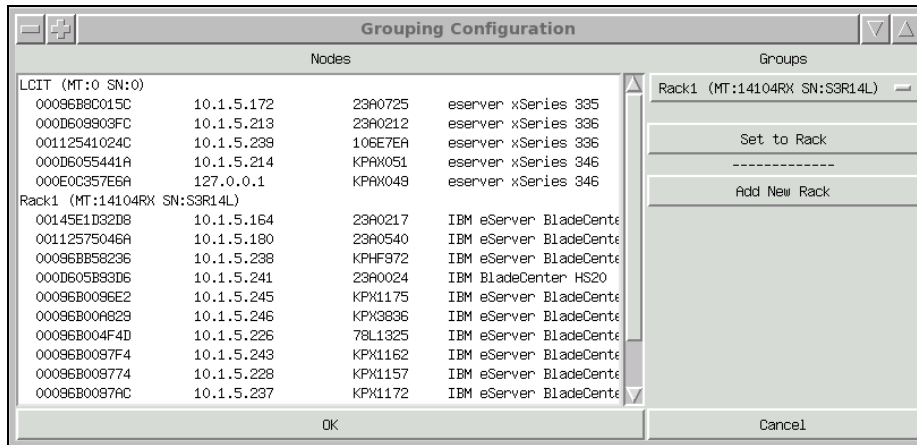 Grouping Configuration
Nodes
Groups
LCIT (MT:0 SN:0)
00096B8C015C 10.1.5.172 23A0725 eserver xSeries 335
000D609903FC 10.1.5.213 23A0212 eserver xSeries 336
00112541024C 10.1.5.239 106E7EA eserver xSeries 336
000D6055441A 10.1.5.214 KPAX051 eserver xSeries 346
000E0C357E6A 127.0.0.1 KPAX049 eserver xSeries 346
Rack1 (MT:14104RX SN:S3R14L)
00145E1D32D8 10.1.5.164 23A0217 IBM eServer BladeCente
00112575046A 10.1.5.180 23A0540 IBM eServer BladeCente
00096BB58236 10.1.5.238 KPHF972 IBM eServer BladeCente
000D605B93D6 10.1.5.241 23A0024 IBM BladeCenter HS20
00096B0096E2 10.1.5.245 KPX1175 IBM eServer BladeCente
00096B00A829 10.1.5.246 KPX3836 IBM eServer BladeCente
00096B004F4D 10.1.5.226 78L1325 IBM eServer BladeCente
00096B0097F4 10.1.5.243 KPX1162 IBM eServer BladeCente
00096B009774 10.1.5.228 KPX1157 IBM eServer BladeCente
00096B0097AC 10.1.5.237 KPX1172 IBM eServer BladeCente
Rack1 (MT:14104RX SN:S3R14L)
Set to Rack
-------------
Add New Rack
OK
Cancel